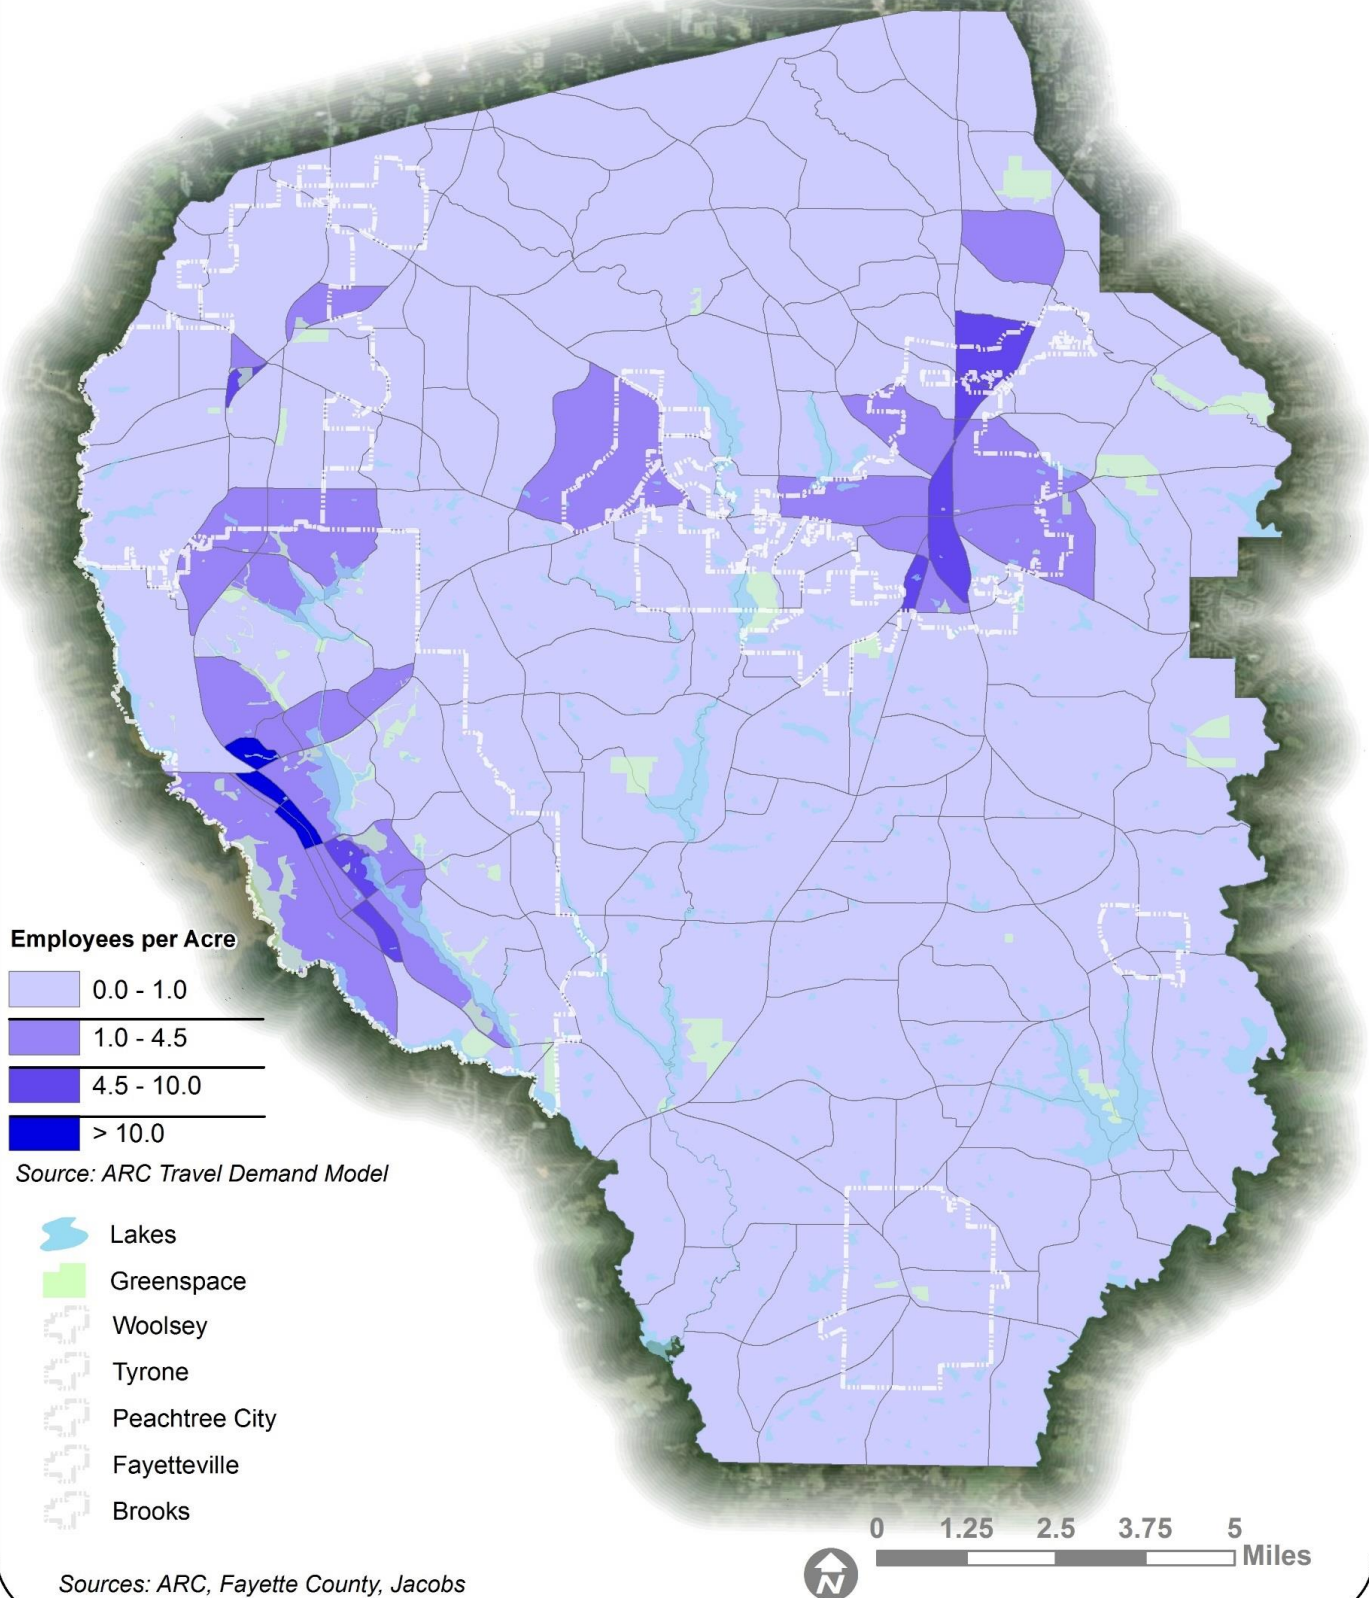 Employees per Acre
0.0 - 1.0
1.0 - 4.5
4.5 - 10.0
> 10.0
Source: ARC Travel Demand Model
Lakes
Greenspace
Woolsey
Tyrone
Peachtree City
Fayetteville
Brooks
Sources: ARC, Fayette County, Jacobs
N
0 1.25 2.5 3.75 5
Miles